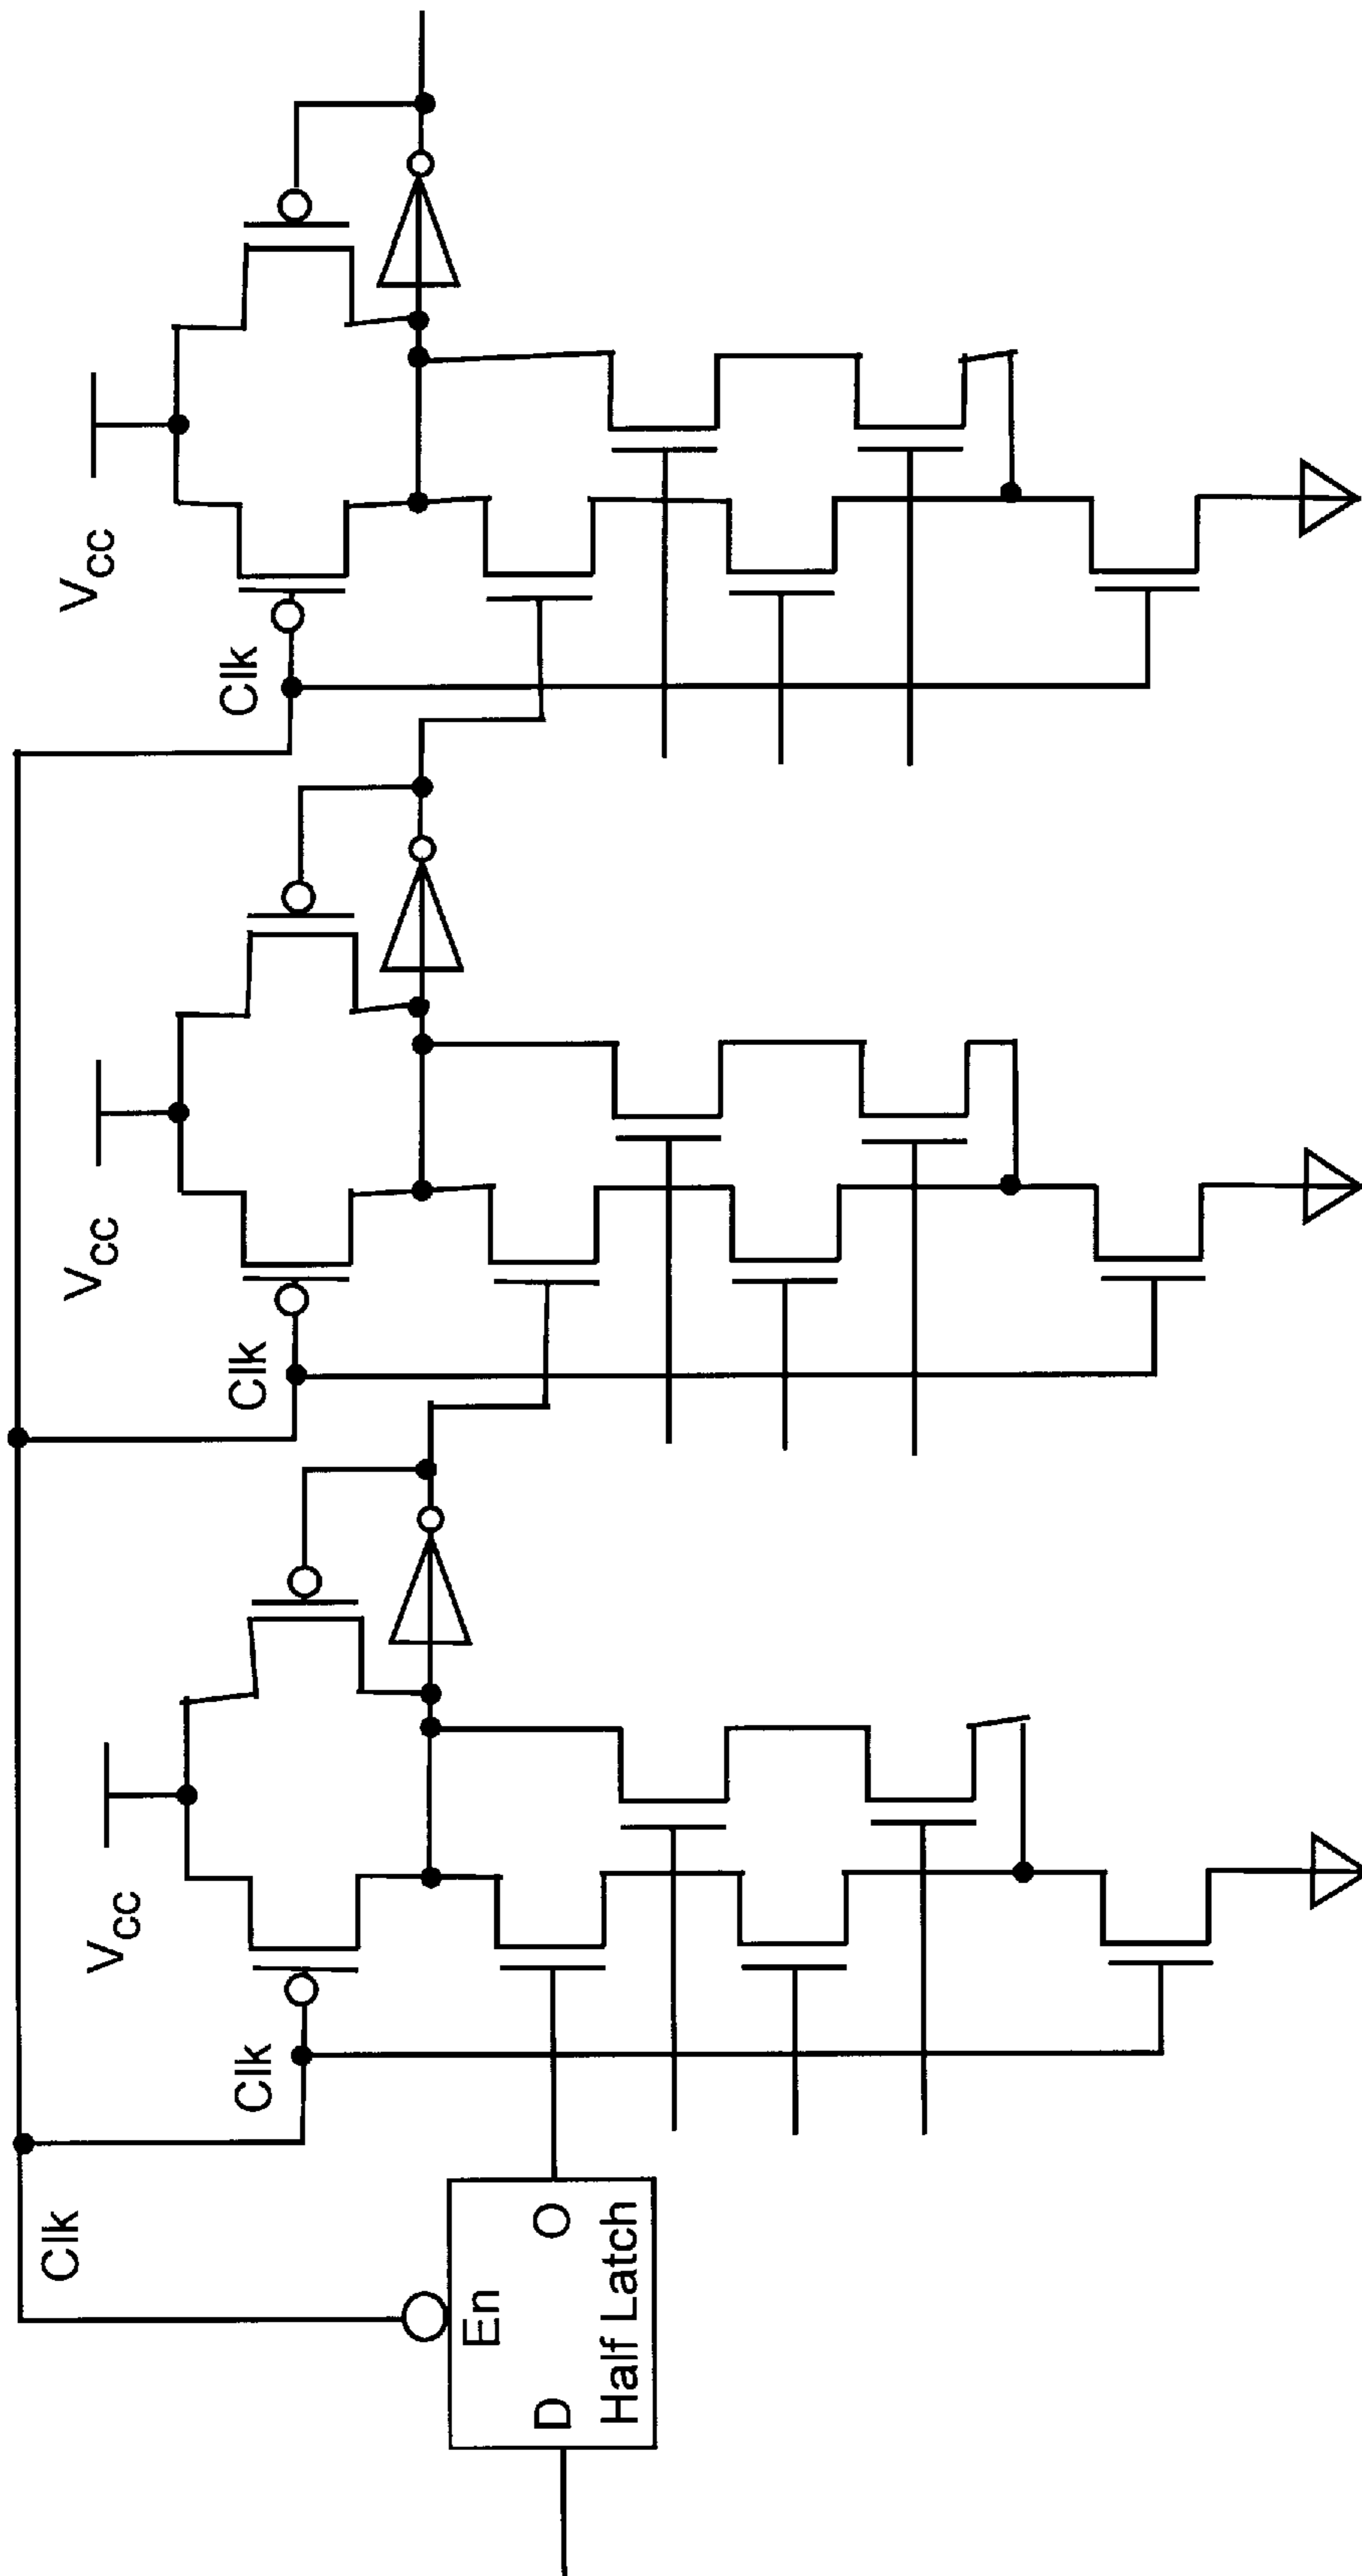 Clk
D
En
O
Half Latch
Clk
Vcc
Clk
Vcc
Clk
Vcc